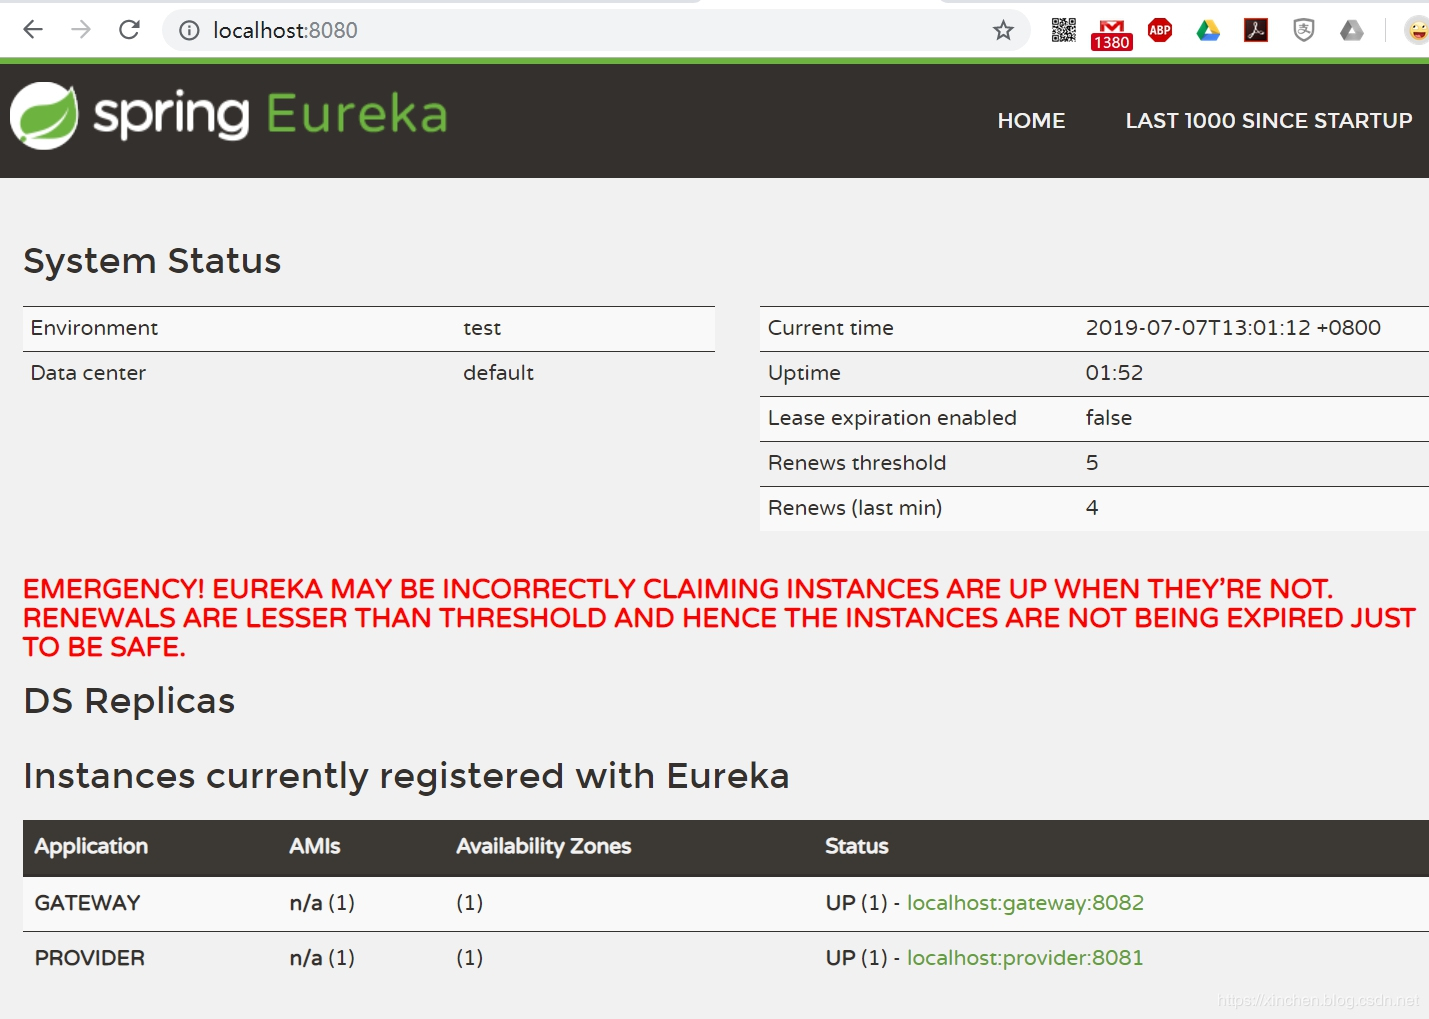 localhost:8080
1380
ABP
spring Eureka
HOME LAST 1000 SINCE STARTUP
System Status
Environment test
Data center default
Current time 2019-07-07T13:01:12 +0800
Uptime 01:52
Lease expiration enabled false
Renews threshold 5
Renews (last min) 4
EMERGENCY! EUREKA MAY BE INCORRECTLY CLAIMING INSTANCES ARE UP WHEN THEY'RE NOT.
RENEWALS ARE LESSER THAN THRESHOLD AND HENCE THE INSTANCES ARE NOT BEING EXPIRED JUST
TO BE SAFE.
DS Replicas
Instances currently registered with Eureka
Application AMIs Availability Zones Status
GATEWAY n/a (1) (1) UP (1) - localhost:gateway:8082
PROVIDER n/a (1) (1) UP (1) - localhost:provider:8081
https://xinchen.blog.csdn.net